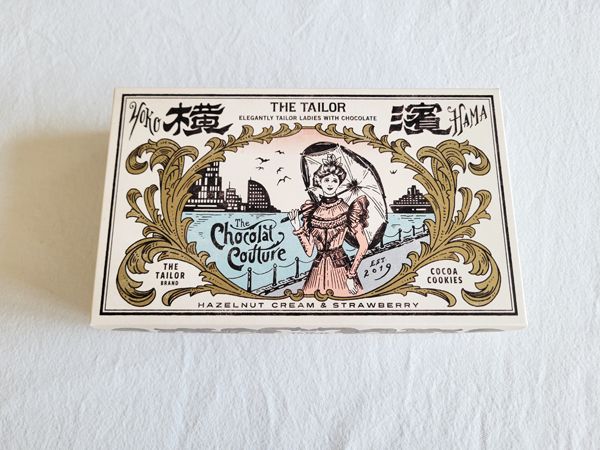 YOKO 横 THE TAILOR 濱 HAMA
ELEGANTLY TAILOR LADIES WITH CHOCOLATE
The
Chocolat
Couture
EST.
2019
THE
TAILOR
BRAND
COCOA
COOKIES
HAZELNUT CREAM & STRAWBERRY